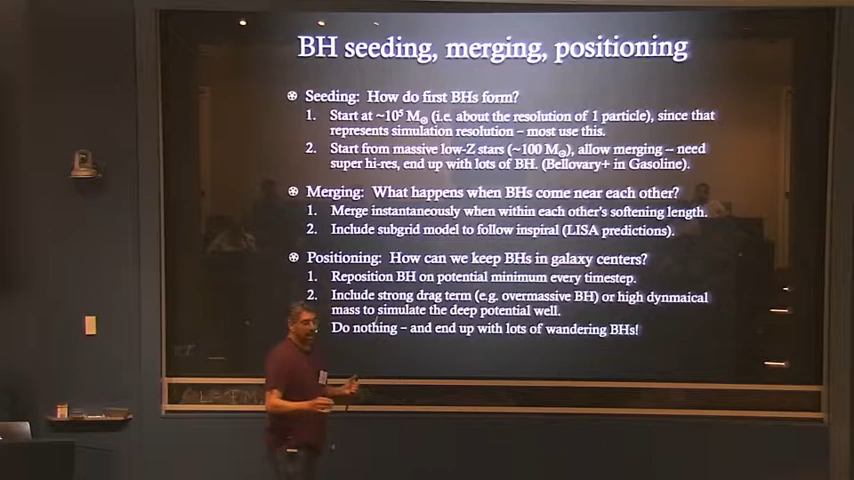 BH seeding, merging, positioning
Seeding: How do first BHs form?
1. Start at ~10⁵ M☉ (i.e. about the resolution of 1 particle), since that
represents simulation resolution – most use this.
2. Start from massive low-Z stars (~100 M☉), allow merging – need
super hi-res, end up with lots of BH. (Bellovary+ in Gasoline).
Merging: What happens when BHs come near each other?
1. Merge instantaneously when within each other's softening length.
2. Include subgrid model to follow inspiral (LISA predictions).
Positioning: How can we keep BHs in galaxy centers?
1. Reposition BH on potential minimum every timestep.
2. Include strong drag term (e.g. overmassive BH) or high dynmaical
mass to simulate the deep potential well.
Do nothing – and end up with lots of wandering BHs!